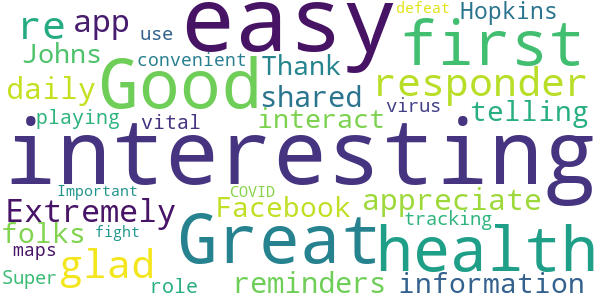 re app use easy defeat Hopkins
Johns convenient first
daily Good Thank shared responder
playing vital interact virus telling
interesting
Important COVID
Extremely Facebook appreciate
folks fight Great tracking
maps glad health
Super role reminders information